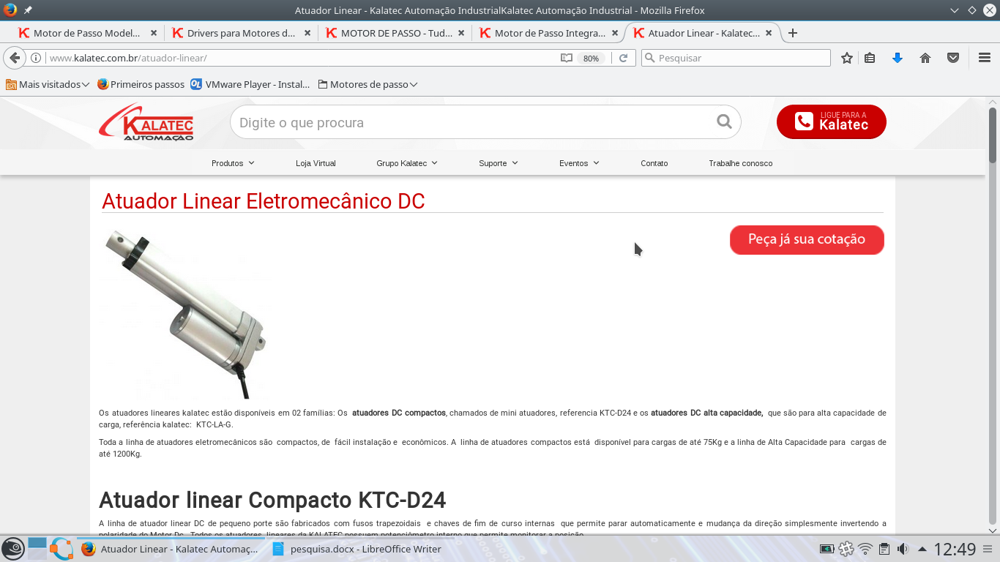 Atuador Linear - Kalatec Automação IndustrialKalatec Automação Industrial - Mozilla Firefox
Motor de Passo Model...
Drivers para Motores d...
MOTOR DE PASSO - Tud...
Motor de Passo Integra...
Atuador Linear - Kalatec...
www.kalatec.com.br/atuador-linear/
80%
Pesquisar
Mais visitados
Primeiros passos
VMware Player - Instal...
Motores de passo
KALATEC
AUTOMAÇÃO
Digite o que procura
LIGUE PARA A
Kalatec
Produtos
Loja Virtual
Grupo Kalatec
Suporte
Eventos
Contato
Trabalhe conosco
Atuador Linear Eletromecânico DC
Peça já sua cotação
Os atuadores lineares kalatec estão disponíveis em 02 famílias: Os atuadores DC compactos, chamados de mini atuadores, referencia KTC-D24 e os atuadores DC alta capacidade, que são para alta capacidade de
carga, referência kalatec: KTC-LA-G.
Toda a linha de atuadores eletromecânicos são compactos, de fácil instalação e econômicos. A linha de atuadores compactos está disponível para cargas de até 75Kg e a linha de Alta Capacidade para cargas de
até 1200Kg.
Atuador linear Compacto KTC-D24
A linha de atuador linear DC de pequeno porte são fabricados com fusos trapezoidais e chaves de fim de curso internas que permite parar automaticamente e mudança da direção simplesmente invertendo a
polaridade do Motor Dc. Todos os atuadores lineares da KALATEC possuem potenciômetro interno que permite monitorar a posição
Atuador Linear - Kalatec Automaç...
pesquisa.docx - LibreOffice Writer
12:49